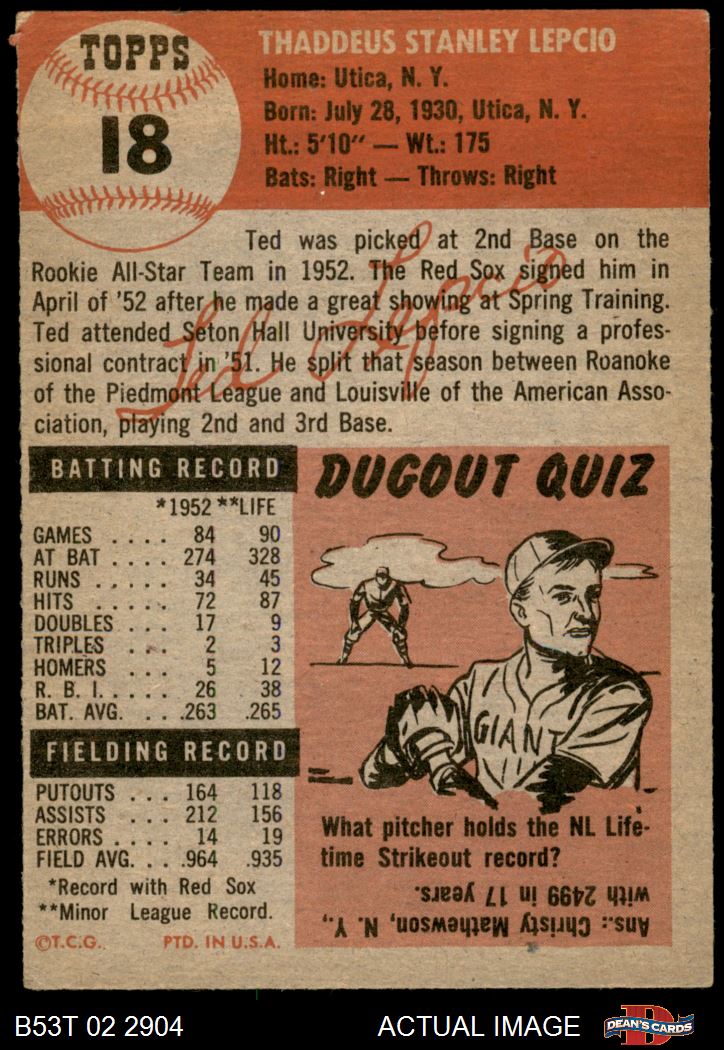 TOPPS
18
THADDEUS STANLEY LEPCIO
Home: Utica, N. Y.
Born: July 28, 1930, Utica, N. Y.
Ht.: 5'10" — Wt.: 175
Bats: Right — Throws: Right
Ted was picked at 2nd Base on the
Rookie All-Star Team in 1952. The Red Sox signed him in
April of '52 after he made a great showing at Spring Training.
Ted attended Seton Hall University before signing a profes-
sional contract in '51. He split that season between Roanoke
of the Piedmont League and Louisville of the American Asso-
ciation, playing 2nd and 3rd Base.
Ted Lepcio
BATTING RECORD
*1952 **LIFE
GAMES . . . . 84 90
AT BAT . . . . 274 328
RUNS . . . . . 34 45
HITS . . . . . 72 87
DOUBLES . . . 17 9
TRIPLES . . . 2 3
HOMERS . . . 5 12
R. B. I. . . . . . 26 38
BAT. AVG. . . .263 .265
FIELDING RECORD
PUTOUTS . . . 164 118
ASSISTS . . . . 212 156
ERRORS . . . . 14 19
FIELD AVG. . . .964 .935
*Record with Red Sox
**Minor League Record.
©T.C.G. PTD. IN U.S.A.
DUGOUT QUIZ
GIANT
What pitcher holds the NL Life-
time Strikeout record?
Ans.: Christy Mathewson, N. Y.,
with 2499 in 17 years.
B53T 02 2904 ACTUAL IMAGE
D
DEAN'S CARDS